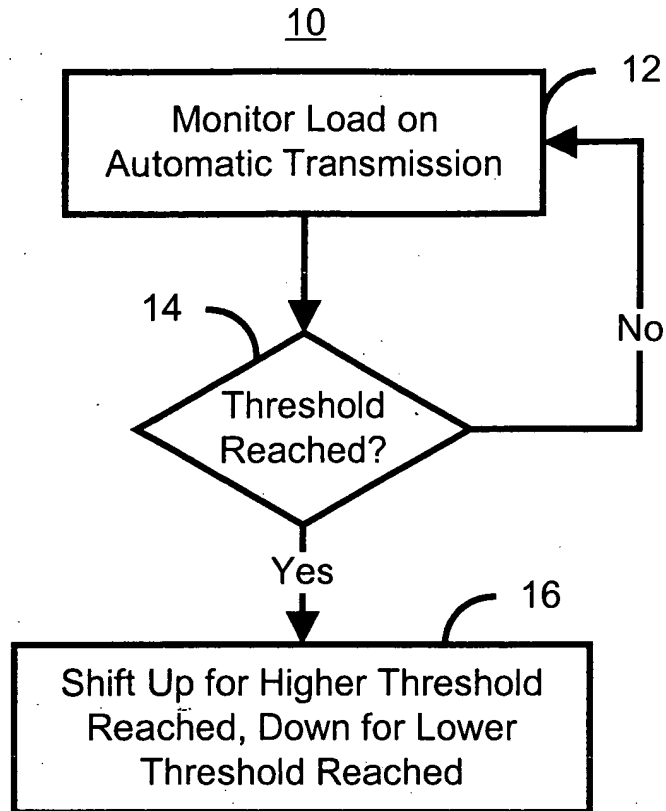 10
12
Monitor Load on
Automatic Transmission
14
No
Threshold
Reached?
Yes
16
Shift Up for Higher Threshold
Reached, Down for Lower
Threshold Reached